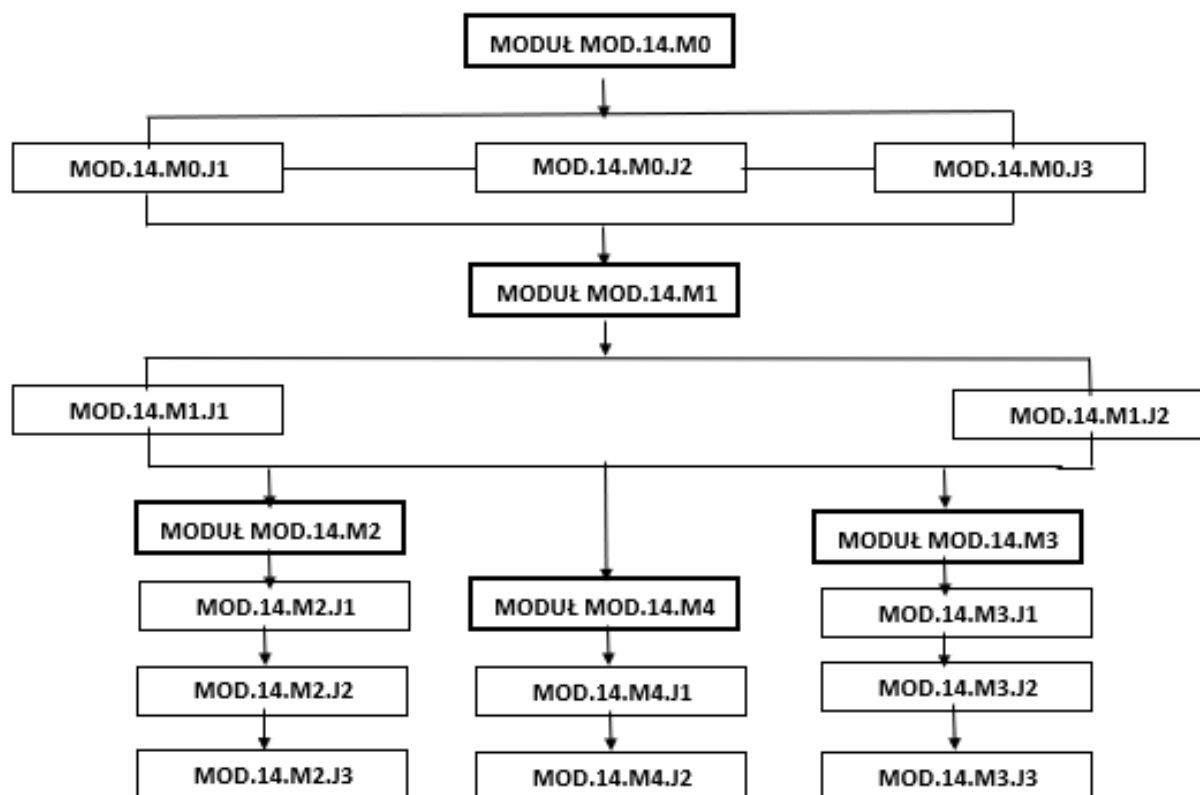 MODUŁ MOD.14.M0
MOD.14.M0.J1
MOD.14.M0.J2
MOD.14.M0.J3
MODUŁ MOD.14.M1
MOD.14.M1.J1
MOD.14.M1.J2
MODUŁ MOD.14.M2
MODUŁ MOD.14.M3
MOD.14.M2.J1
MODUŁ MOD.14.M4
MOD.14.M3.J1
MOD.14.M2.J2
MOD.14.M4.J1
MOD.14.M3.J2
MOD.14.M2.J3
MOD.14.M4.J2
MOD.14.M3.J3